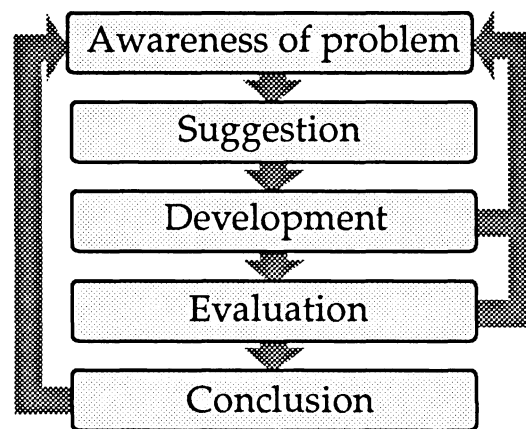 Awareness of problem
Suggestion
Development
Evaluation
Conclusion